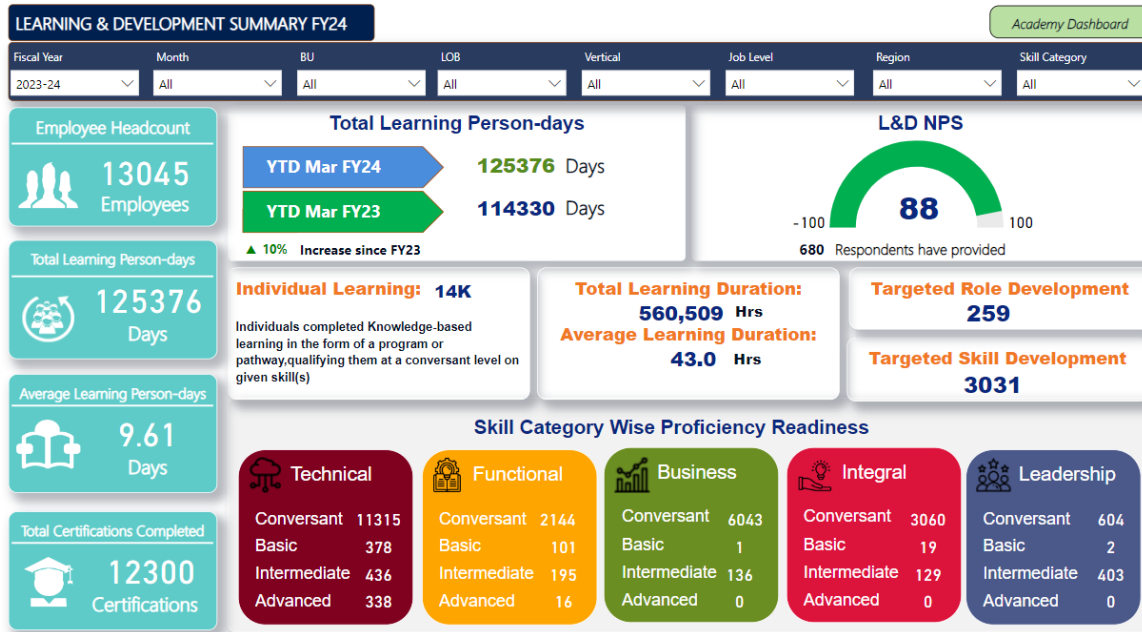 LEARNING & DEVELOPMENT SUMMARY FY24
Academy Dashboard
Fiscal Year Month BU LOB Vertical Job Level Region Skill Category
2023-24 All All All All All All All
Employee Headcount
13045
Employees
Total Learning Person-days
125376
Days
Average Learning Person-days
9.61
Days
Total Certifications Completed
12300
Certifications
Total Learning Person-days
YTD Mar FY24 125376 Days
YTD Mar FY23 114330 Days
▲ 10% Increase since FY23
L&D NPS
88
-100 100
680 Respondents have provided
Individual Learning: 14K
Individuals completed Knowledge-based
learning in the form of a program or
pathway,qualifying them at a conversant level on
given skill(s)
Total Learning Duration:
560,509 Hrs
Average Learning Duration:
43.0 Hrs
Targeted Role Development
259
Targeted Skill Development
3031
Skill Category Wise Proficiency Readiness
Technical
Conversant 11315
Basic 378
Intermediate 436
Advanced 338
Functional
Conversant 2144
Basic 101
Intermediate 195
Advanced 16
Business
Conversant 6043
Basic 1
Intermediate 136
Advanced 0
Integral
Conversant 3060
Basic 19
Intermediate 129
Advanced 0
Leadership
Conversant 604
Basic 2
Intermediate 403
Advanced 0